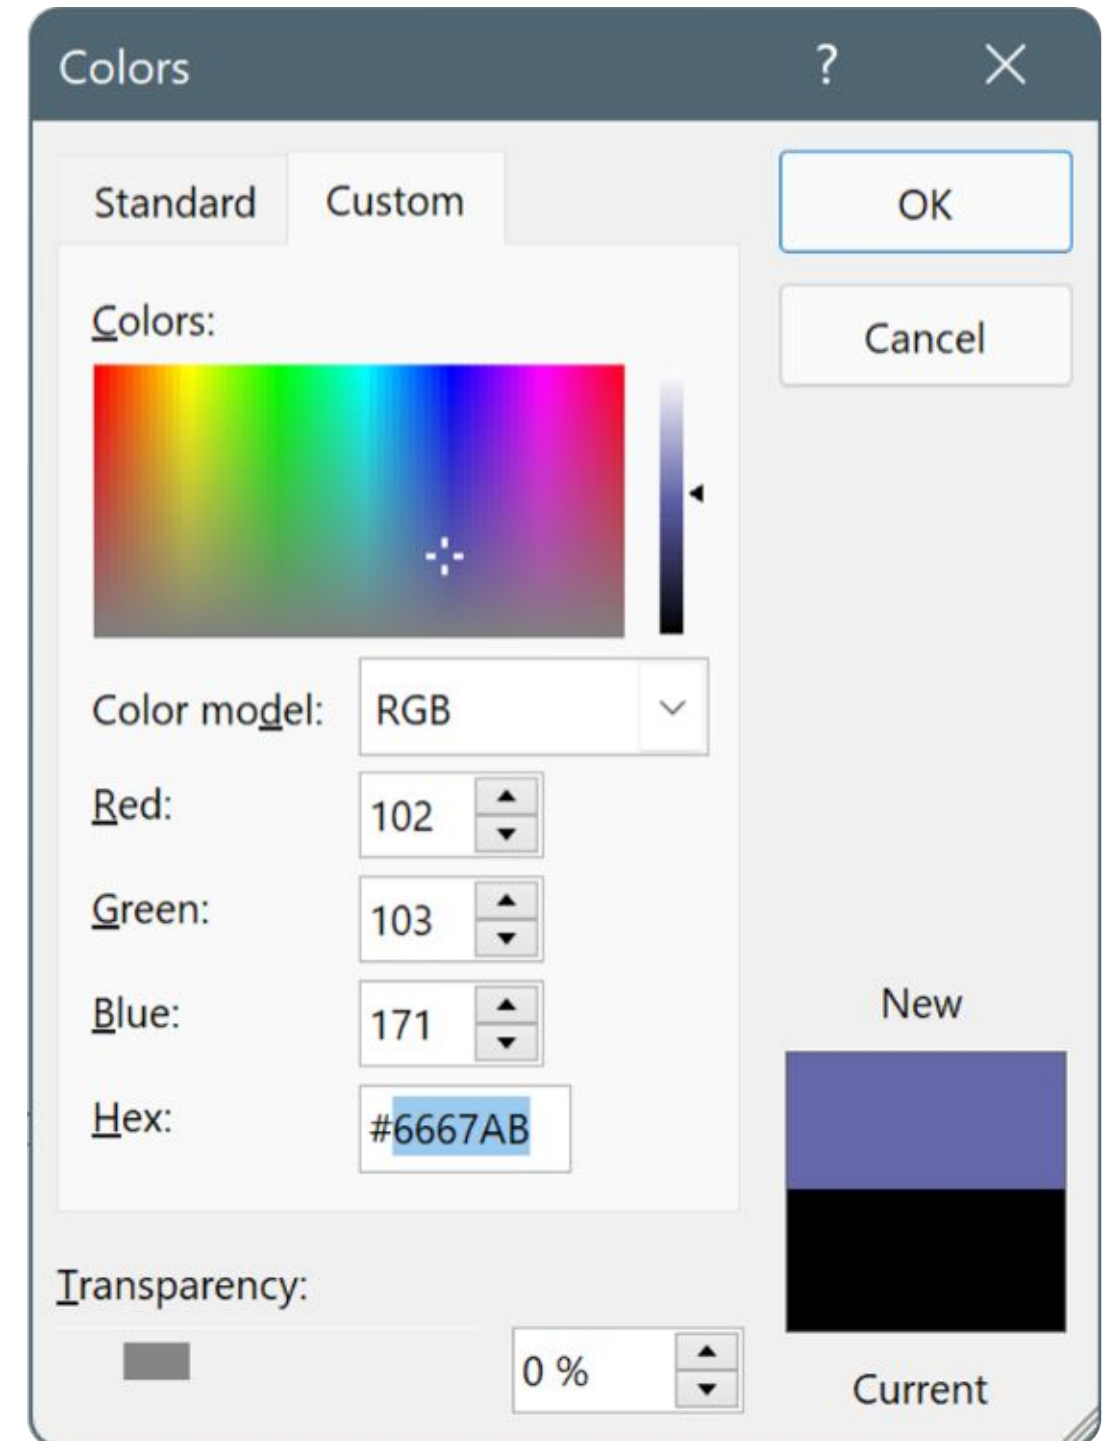 Colors ?
Standard Custom
OK
Cancel
Colors:
Color model: RGB
Red: 102
Green: 103
Blue: 171
Hex: #6667AB
New
Current
Transparency:
0 %